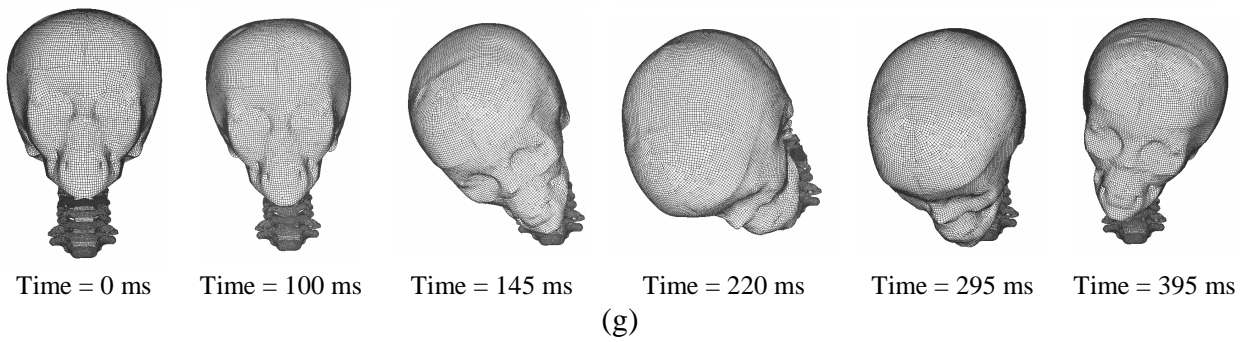 Time = 0 ms Time = 100 ms Time = 145 ms Time = 220 ms Time = 295 ms Time = 395 ms
(g)